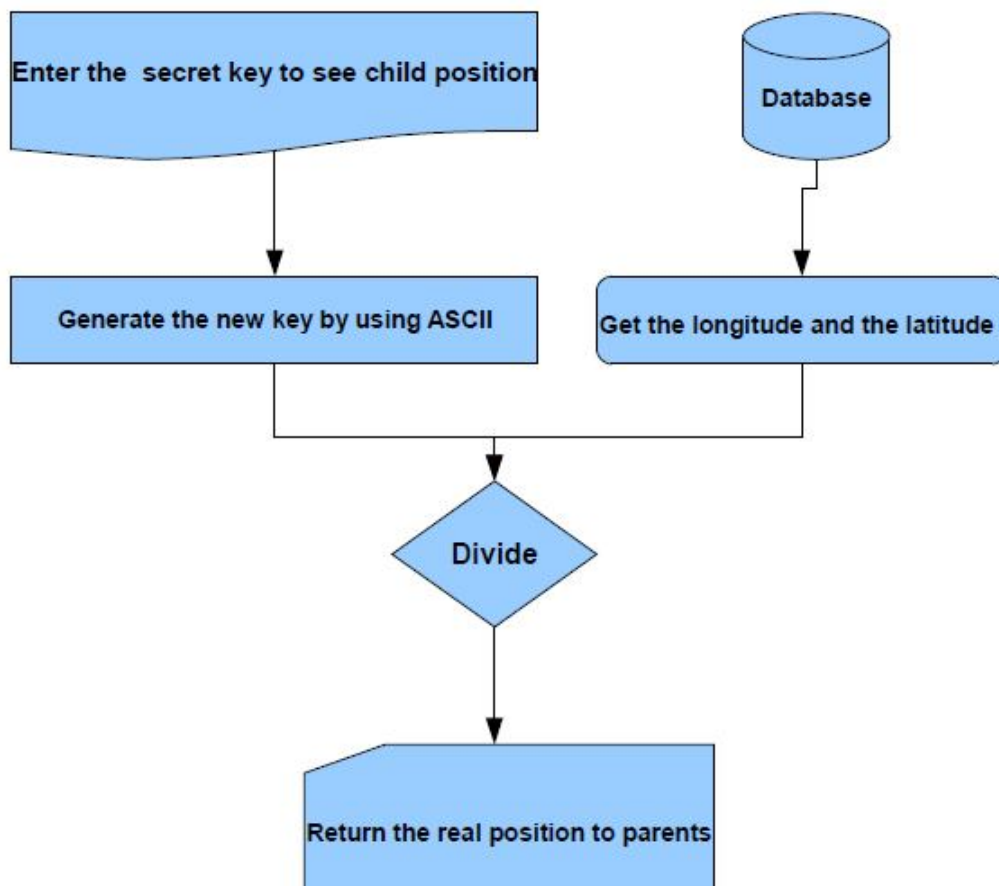 Enter the secret key to see child position
Database
Generate the new key by using ASCII
Get the longitude and the latitude
Divide
Return the real position to parents